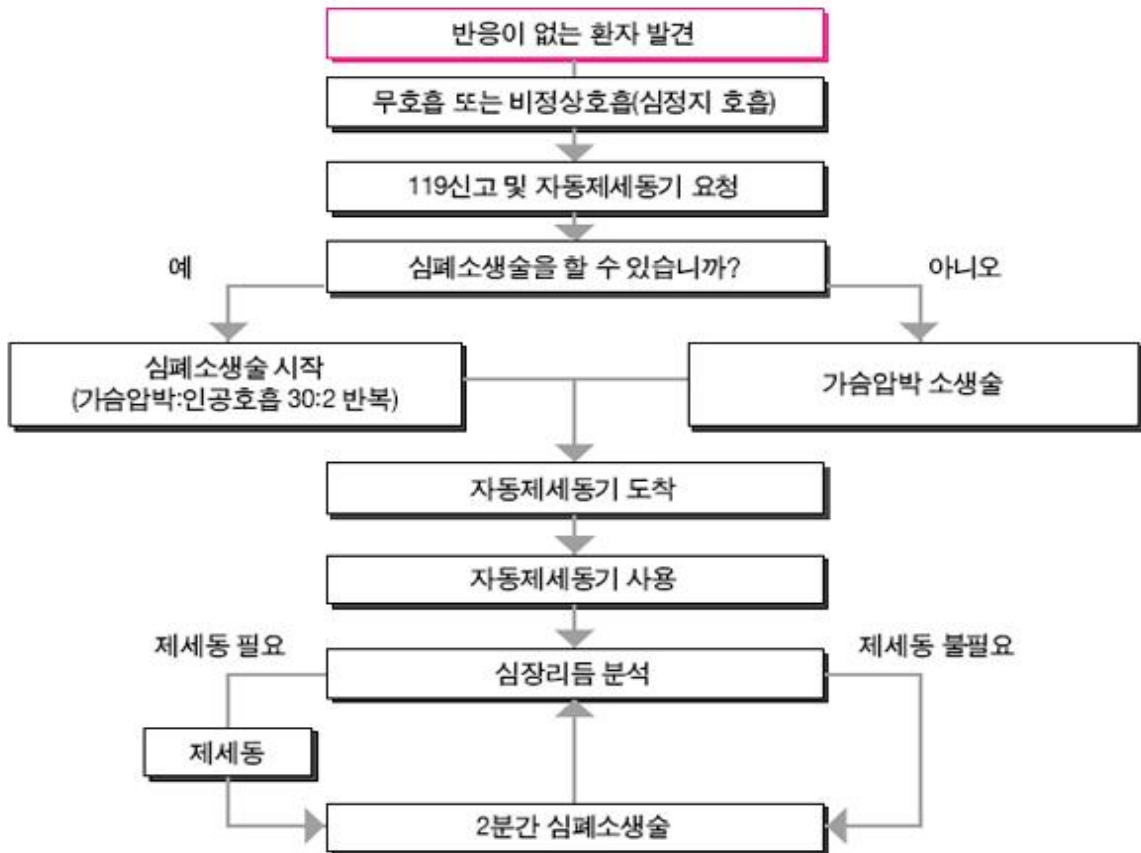 반응이 없는 환자 발견
무호흡 또는 비정상호흡(심정지 호흡)
119신고 및 자동제세동기 요청
예
심폐소생술을 할 수 있습니까?
아니오
심폐소생술 시작
(가슴압박:인공호흡 30:2 반복)
가슴압박 소생술
자동제세동기 도착
자동제세동기 사용
제세동 필요
제세동 불필요
심장리듬 분석
제세동
2분간 심폐소생술